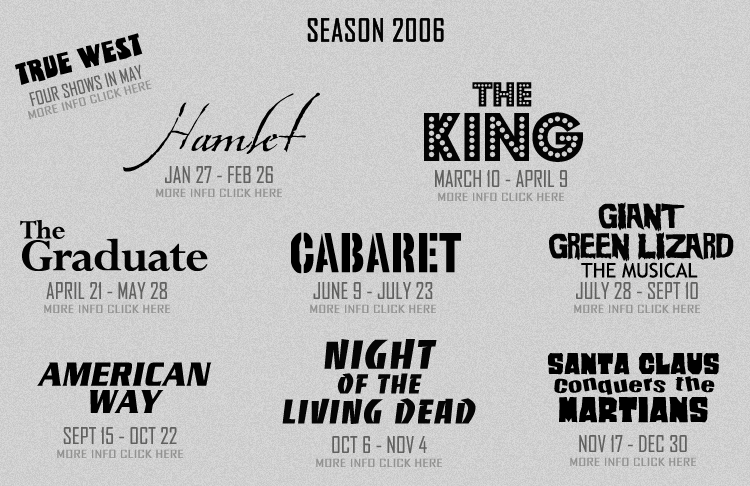 SEASON 2006
TRUE WEST
FOUR SHOWS IN MAY
MORE INFO CLICK HERE
Hamlet
JAN 27 - FEB 26
MORE INFO CLICK HERE
THE
KING
MARCH 10 - APRIL 9
MORE INFO CLICK HERE
The
Graduate
APRIL 21 - MAY 28
MORE INFO CLICK HERE
CABARET
JUNE 9 - JULY 23
MORE INFO CLICK HERE
GIANT
GREEN LIZARD
THE MUSICAL
JULY 28 - SEPT 10
MORE INFO CLICK HERE
AMERICAN
WAY
SEPT 15 - OCT 22
MORE INFO CLICK HERE
NIGHT
OF THE
LIVING DEAD
OCT 6 - NOV 4
MORE INFO CLICK HERE
SANTA CLAUS
conquers the
MARTIANS
NOV 17 - DEC 30
MORE INFO CLICK HERE